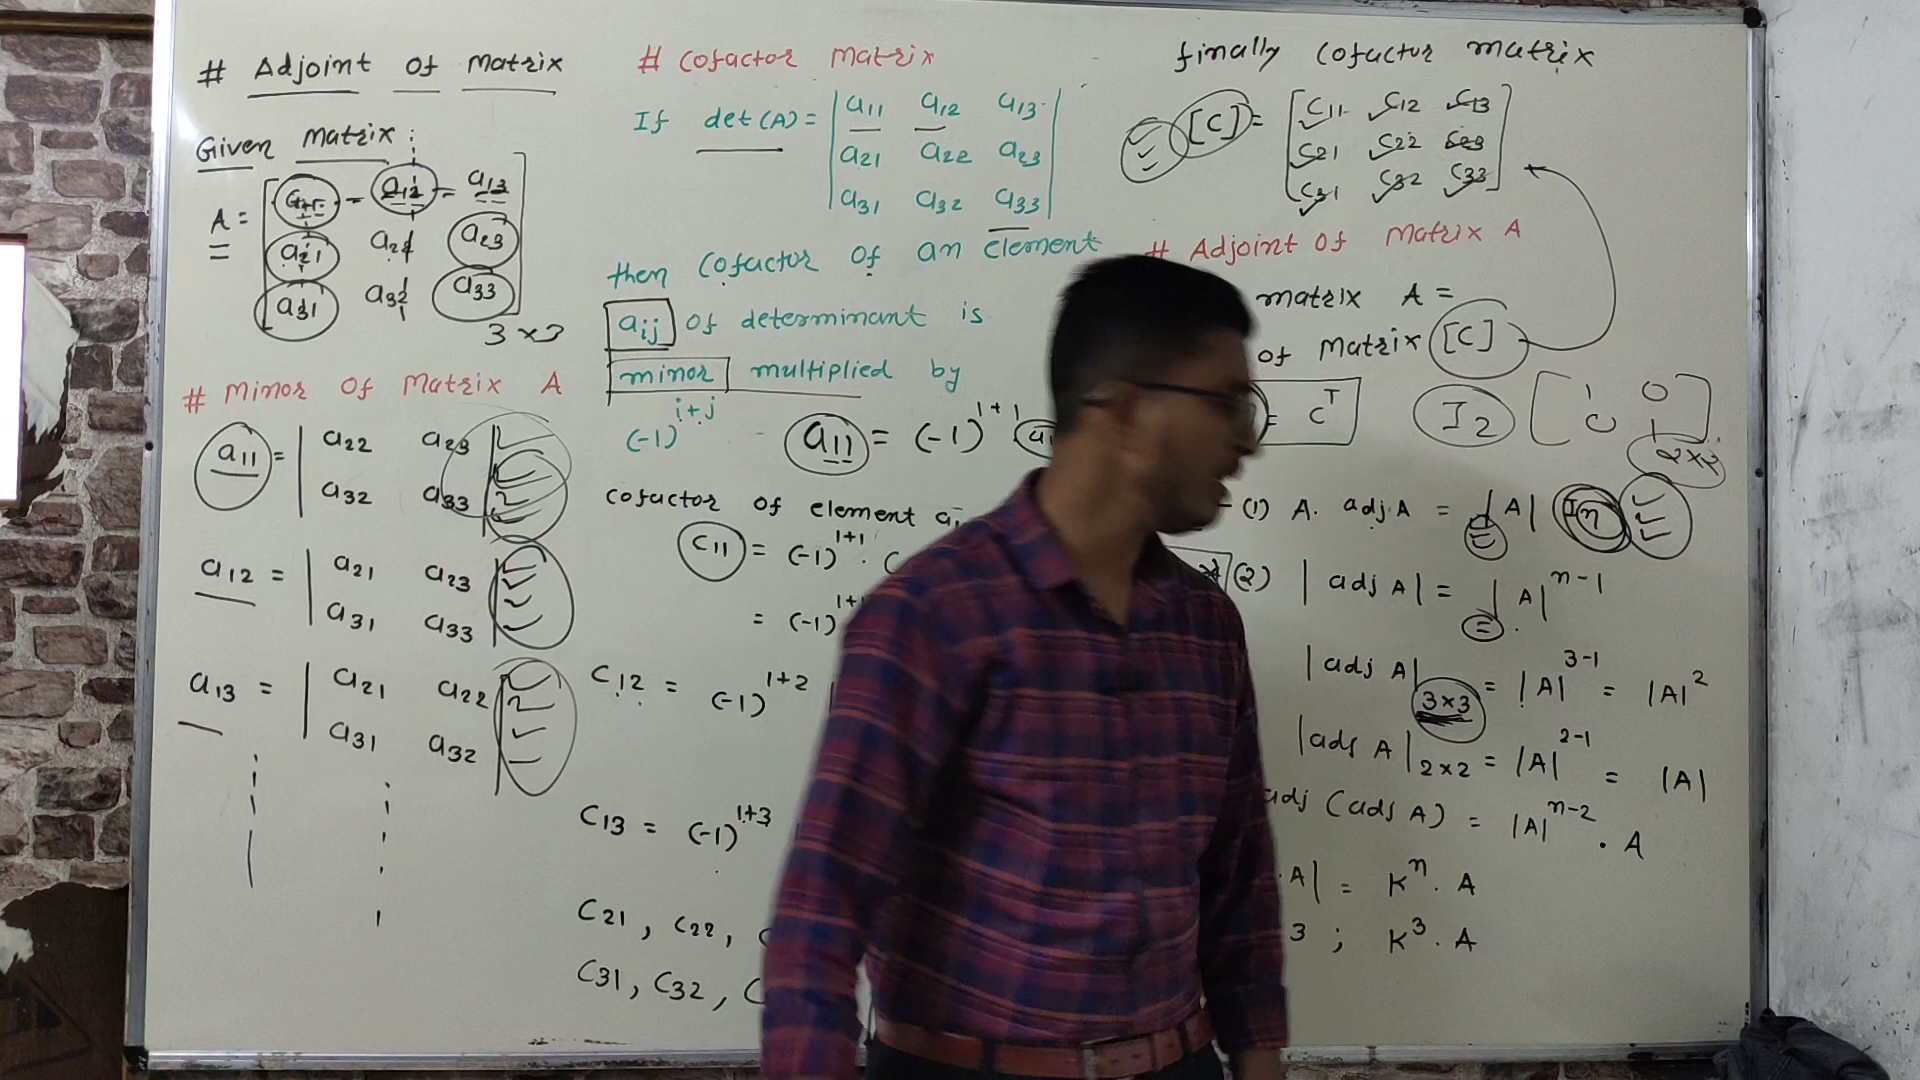 # Adjoint of matrix
Given matrix:
A = [ a11 a12 a13
a21 a22 a23
a31 a32 a33 ]
3×3
# Minor of Matrix A
a11 = | a22 a23
a32 a33 |
a12 = | a21 a23
a31 a33 |
a13 = | a21 a22
a31 a32 |
# Cofactor Matrix
If det(A) = | a11 a12 a13
a21 a22 a23
a31 a32 a33 |
then Cofactor of an element
aij of determinant is
minor multiplied by
(-1)^i+j
a11 = (-1)^1+1
Cofactor of element
C11 = (-1)^1+1 .
= (-1)
C12 = (-1)^1+2
C13 = (-1)^1+3
C21, C22,
C31, C32,
finally cofactor matrix
[C] = [ C11 C12 C13
C21 C22 C23
C31 C32 C33 ]
# Adjoint of Matrix A
matrix A =
of Matrix [C]
= C^T
I2 [ 1 0
0 1 ]
2×2
(1) A. adj A = |A| In
(2) |adj A| = |A|^n-1
|adj A| 3×3 = |A|^3-1 = |A|^2
|adj A| 2×2 = |A|^2-1 = |A|
adj (adj A) = |A|^n-2 . A
. A| = K^n . A
3 ; K^3 . A